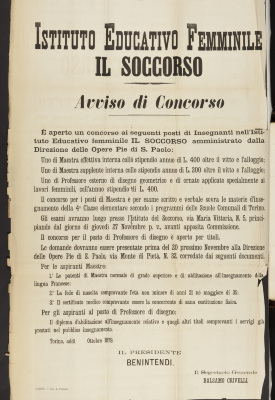 ISTITUTO EDUCATIVO FEMMINILE
IL SOCCORSO
Avviso di Concorso
È aperto un concorso ai seguenti posti di Insegnanti nell'Isti-
tuto Educativo femminile IL SOCCORSO amministrato dalla
Direzione delle Opere Pie di S. Paolo:
Uno di Maestra effettiva interna collo stipendio annuo di L. 400 oltre il vitto e l'alloggio;
Uno di Maestra supplente interna collo stipendio annuo di L. 300 oltre il vitto e l'alloggio;
Uno di Professore esterno di disegno geometrico e di ornato applicato specialmente ai
lavori femminili, coll'annuo stipendio di L. 400.
Il concorso per i posti di Maestra è per esame scritto e verbale sovra le materie d'inse-
gnamento della 4ª Classe elementare secondo i programmi delle Scuole Comunali di Torino.
Gli esami avranno luogo presso l'Istituto del Soccorso, via Maria Vittoria, N. 5, princi-
piando dal giorno di giovedì 27 Novembre p. v., avanti apposita Commissione.
Il concorso per il posto di Professore di disegno è aperto per titoli.
Le domande dovranno essere presentate prima del 20 prossimo Novembre alla Direzione
delle Opere Pie di S. Paolo, via Monte di Pietà, N. 32, corredate dai seguenti documenti:
Per le aspiranti Maestre:
1.° Le patenti di Maestra normale di grado superiore e di abilitazione all'insegnamento della
lingua Francese;
2.° La fede di nascita comprovante l'età non minore di anni 21 nè maggiore di 35;
3.° Il certificato medico comprovante essere la concorrente di sana costituzione fisica.
Per gli aspiranti al posto di Professore di disegno:
Il diploma d'abilitazione all'insegnamento relativo e quegli altri titoli comprovanti i servigi già
prestati nel pubblico insegnamento.
Torino, addì Ottobre
IL PRESIDENTE
BENINTENDI.
Il Segretario Generale
BALSAMO CRIVELLI